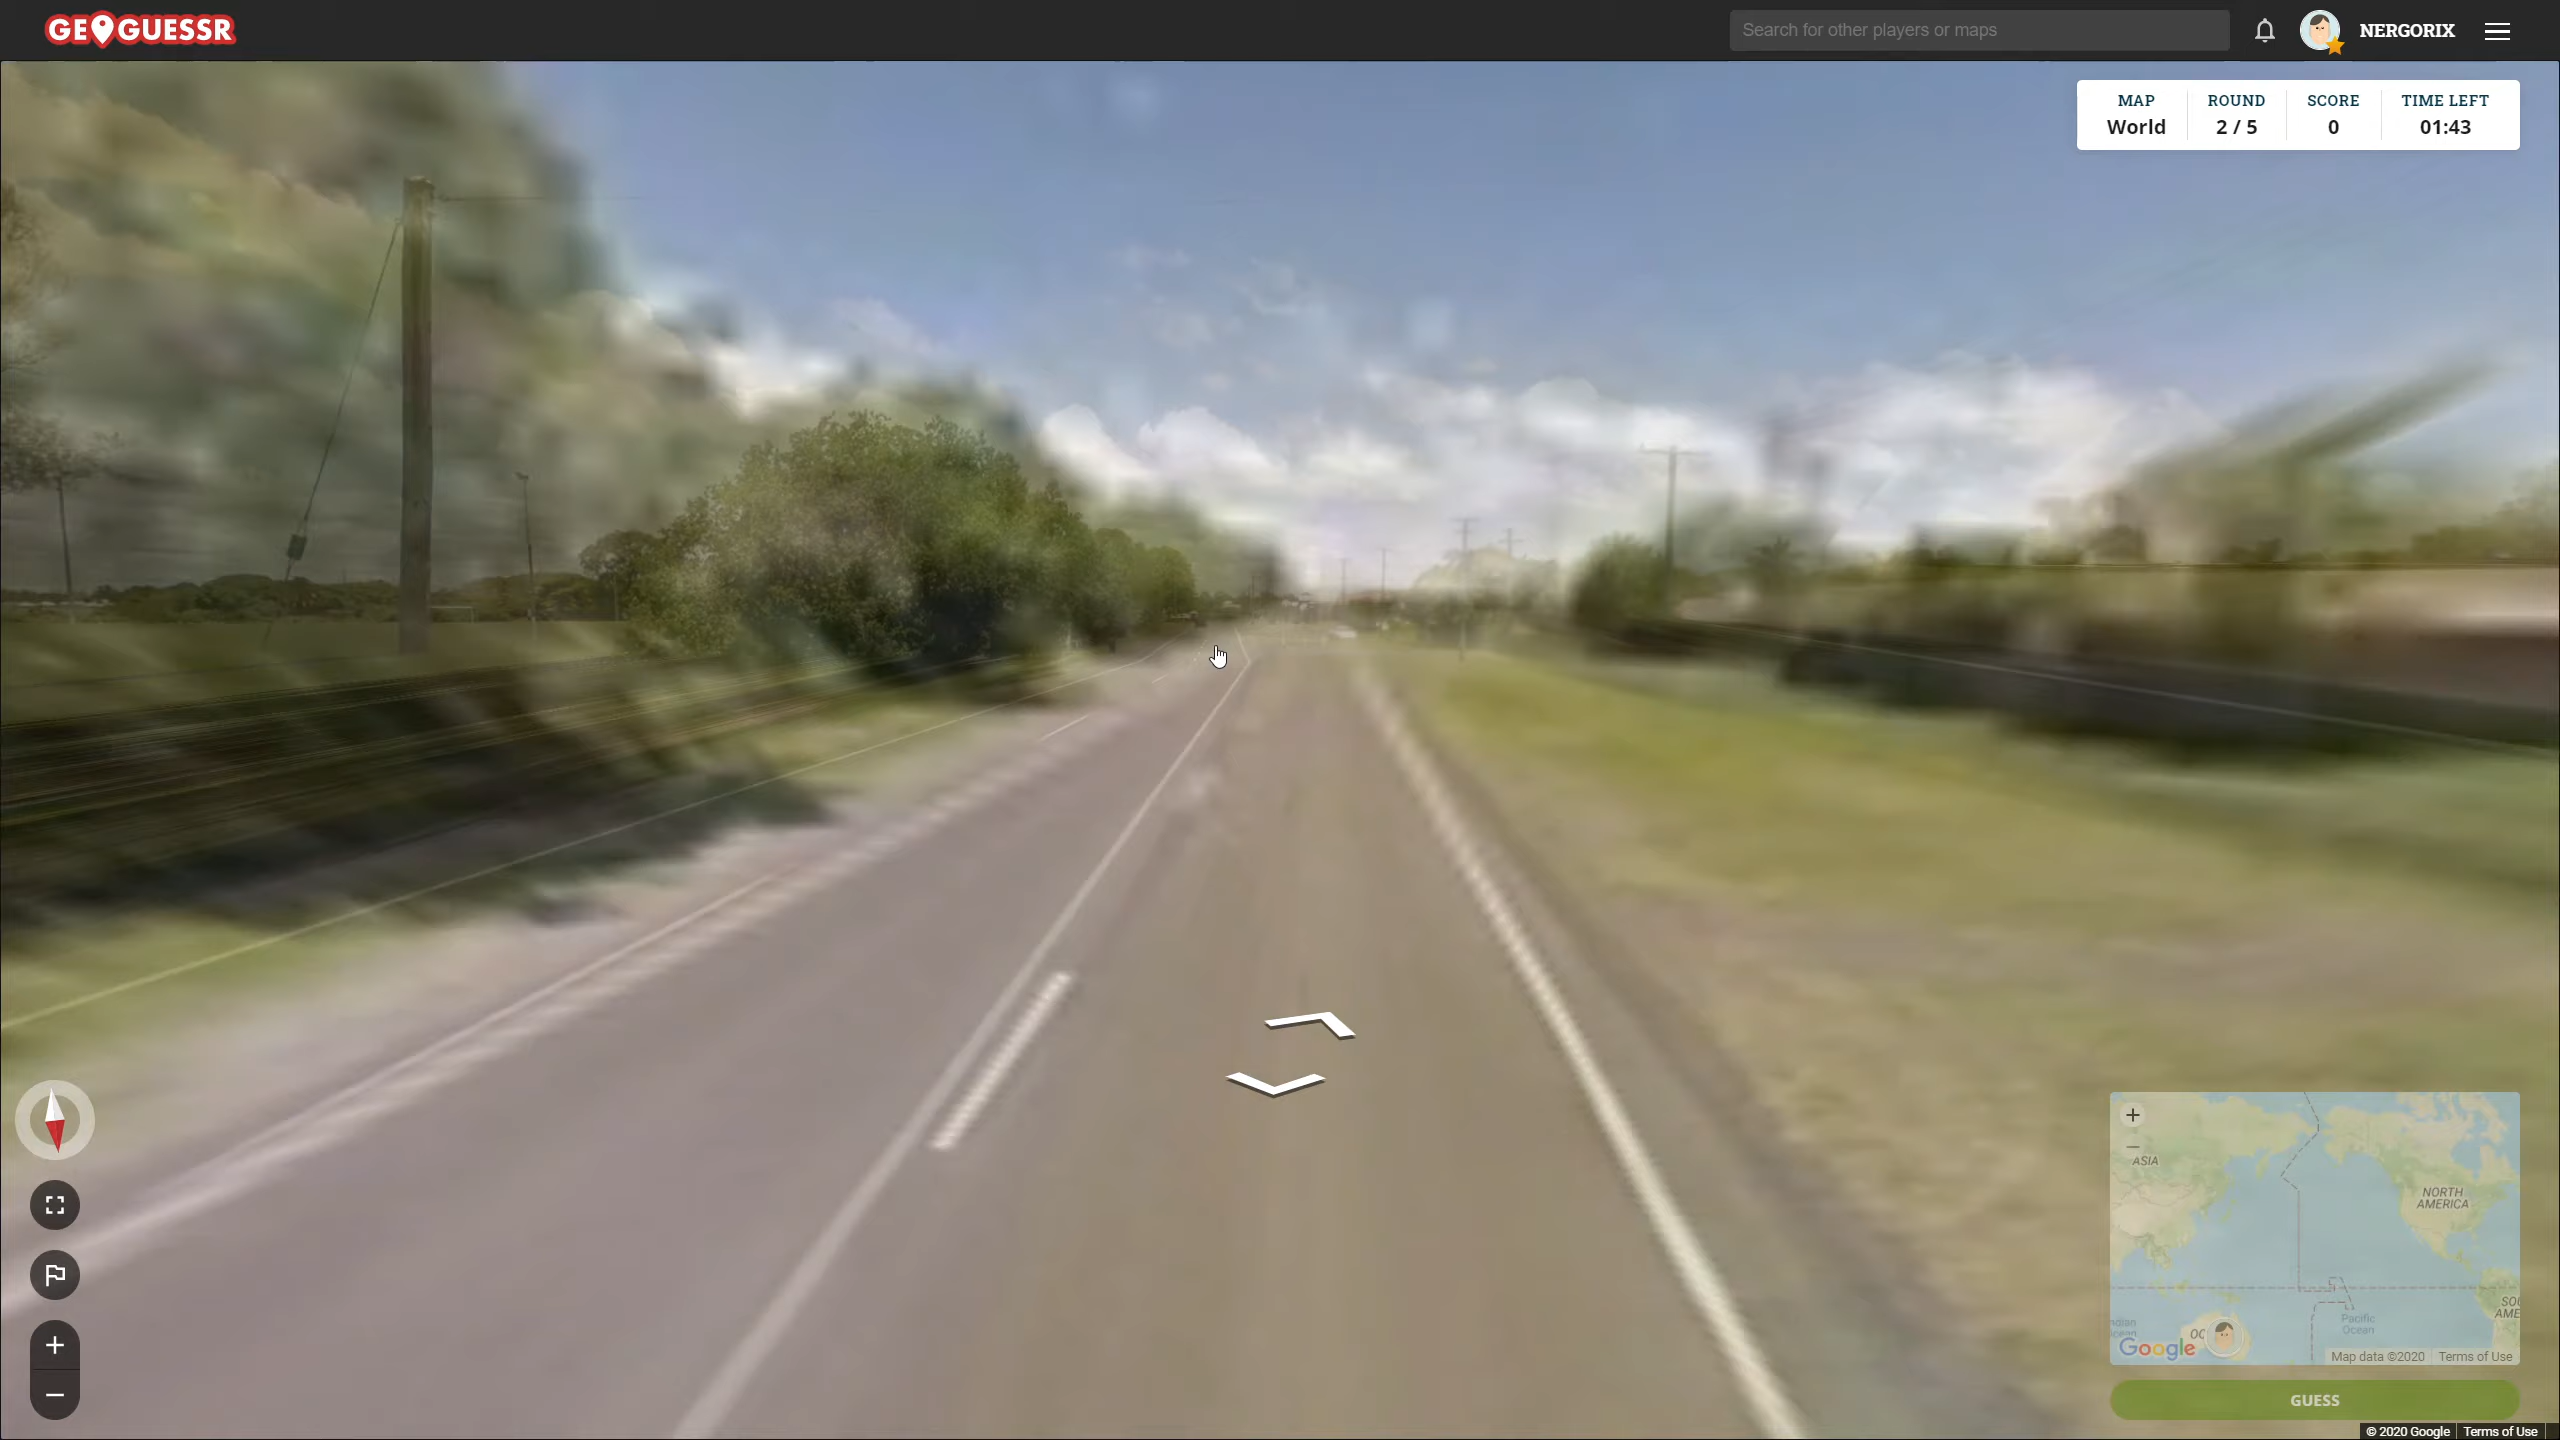 GEOGUESSR
Search for other players or maps
NERGORIX
MAP
World
ROUND
2 / 5
SCORE
0
TIME LEFT
01:43
ASIA
NORTH
AMERICA
Pacific
Ocean
Google
Map data ©2020
Terms of Use
GUESS
© 2020 Google
Terms of Use